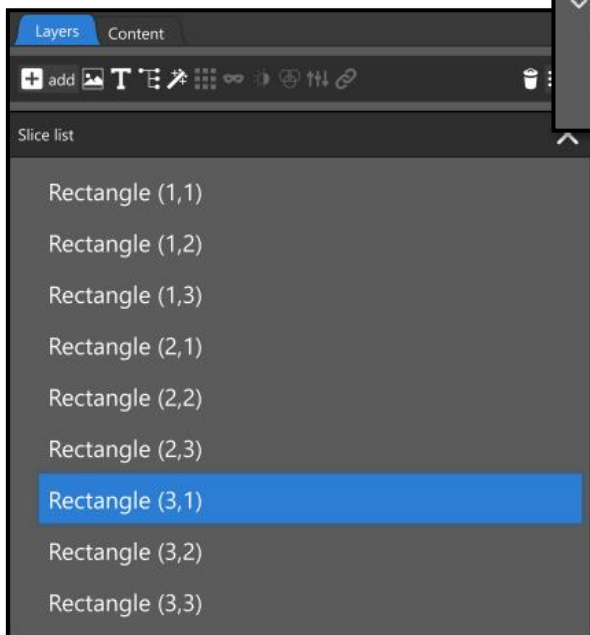 Layers Content
add
Slice list
Rectangle (1,1)
Rectangle (1,2)
Rectangle (1,3)
Rectangle (2,1)
Rectangle (2,2)
Rectangle (2,3)
Rectangle (3,1)
Rectangle (3,2)
Rectangle (3,3)